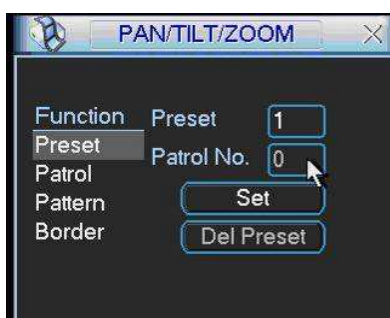 PAN/TILT/ZOOM
Function
Preset
Patrol
Pattern
Border
Preset 1
Patrol No. 0
Set
Del Preset